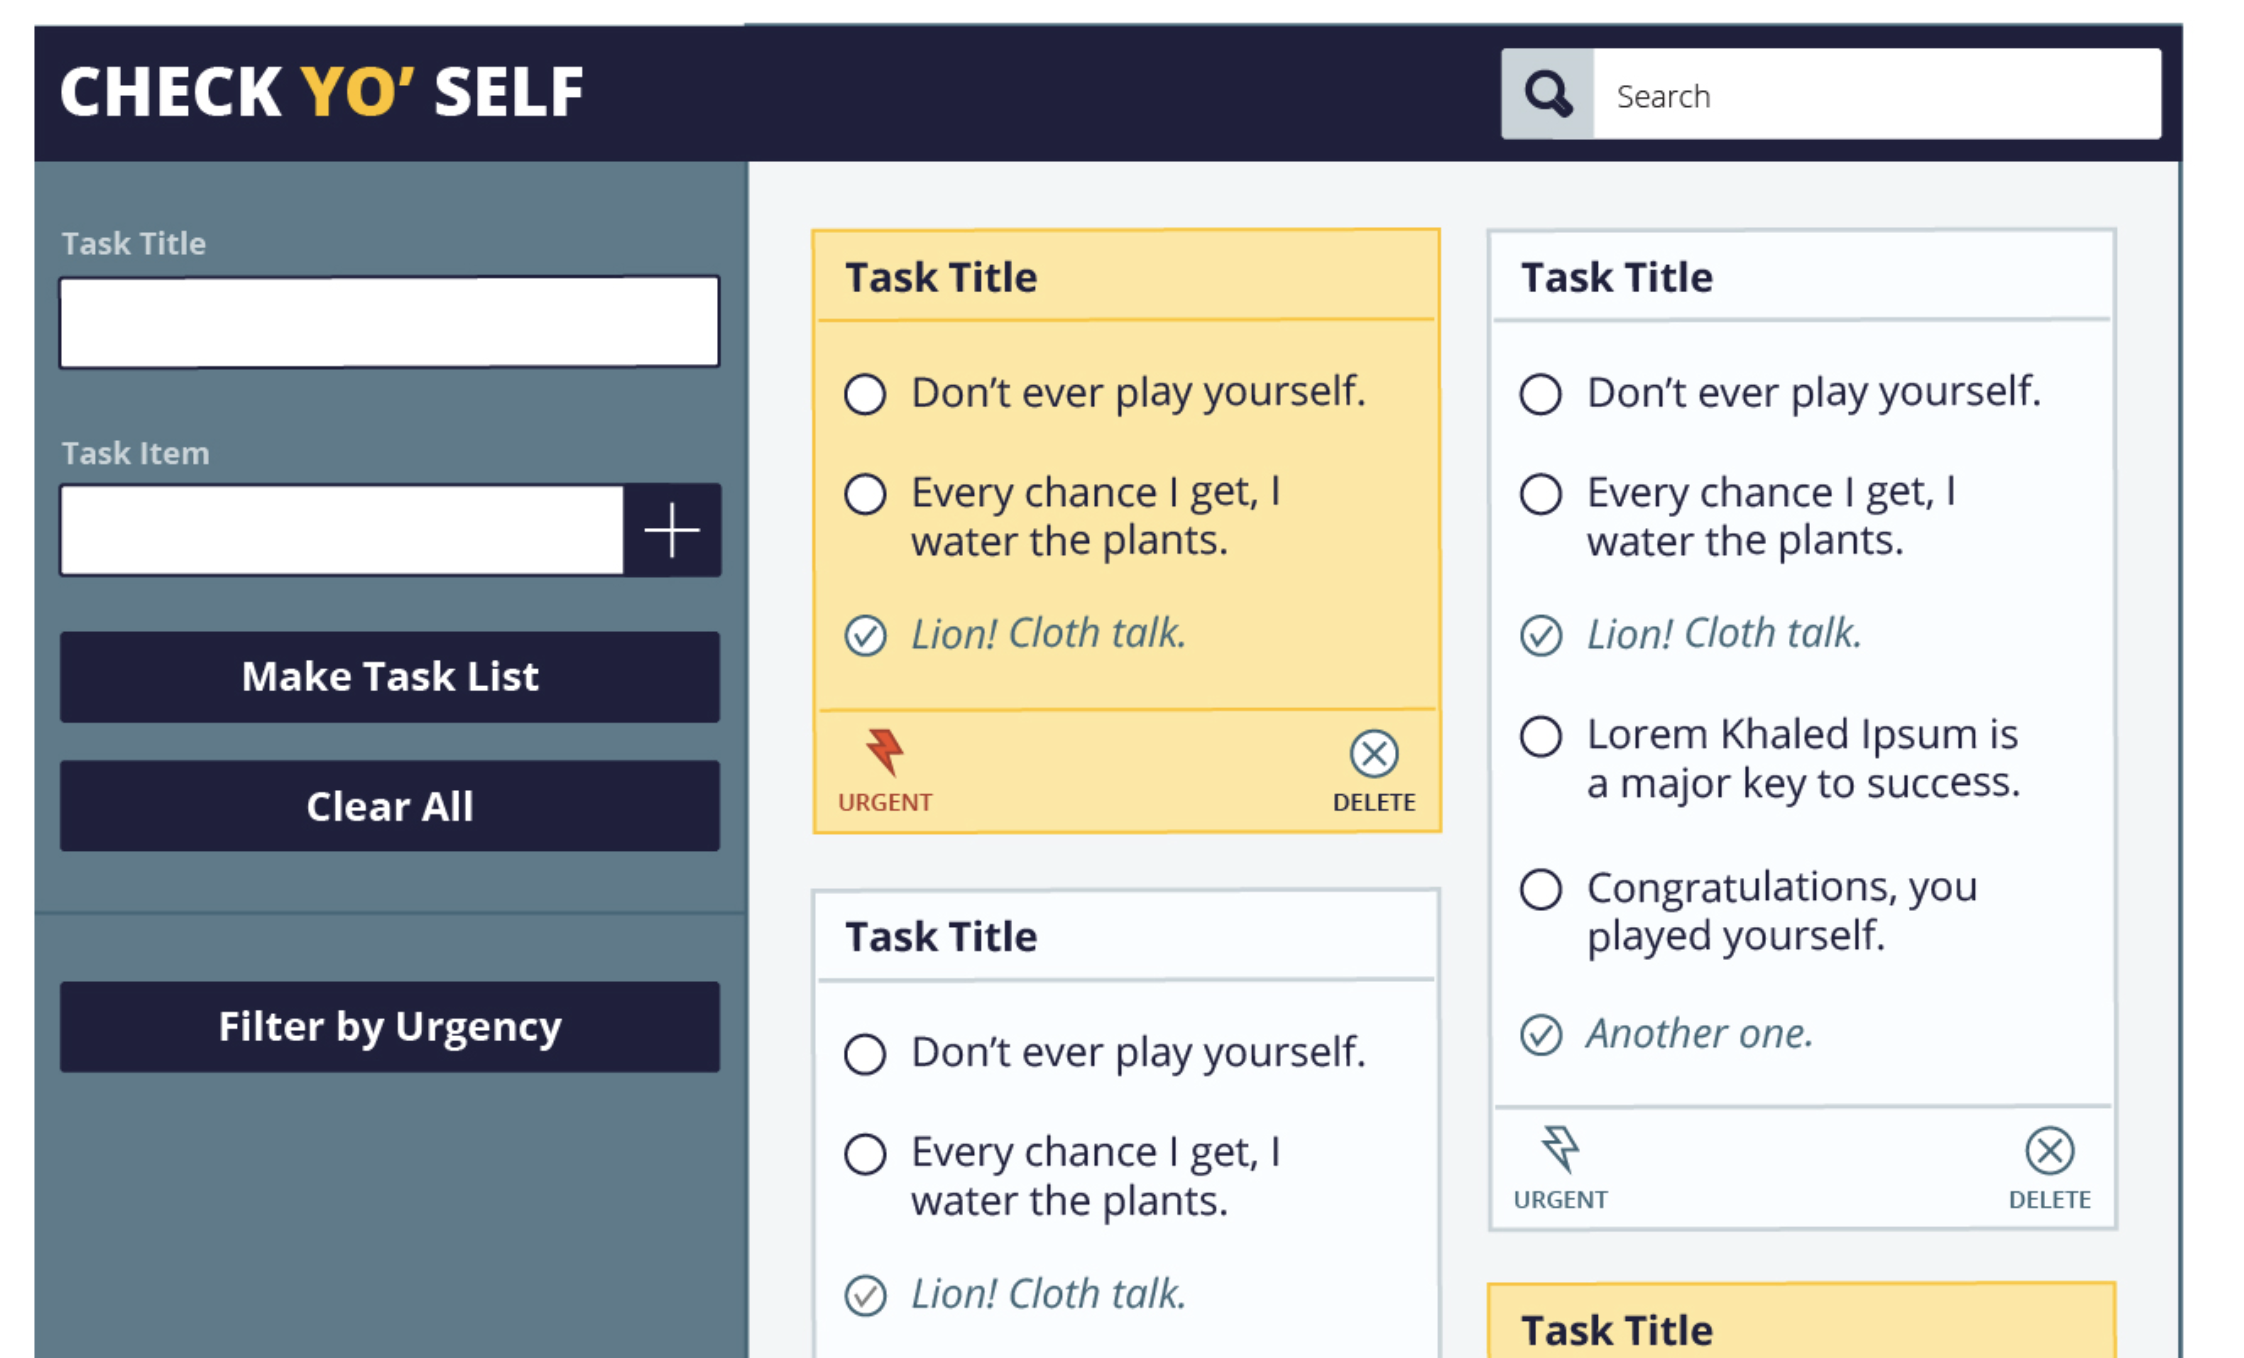 CHECK YO’ SELF
Search
Task Title
Task Item
Make Task List
Clear All
Filter by Urgency
Task Title
Don’t ever play yourself.
Every chance I get, I
water the plants.
Lion! Cloth talk.
URGENT
DELETE
Task Title
Don’t ever play yourself.
Every chance I get, I
water the plants.
Lion! Cloth talk.
Task Title
Don’t ever play yourself.
Every chance I get, I
water the plants.
Lion! Cloth talk.
Lorem Khaled Ipsum is
a major key to success.
Congratulations, you
played yourself.
Another one.
URGENT
DELETE
Task Title